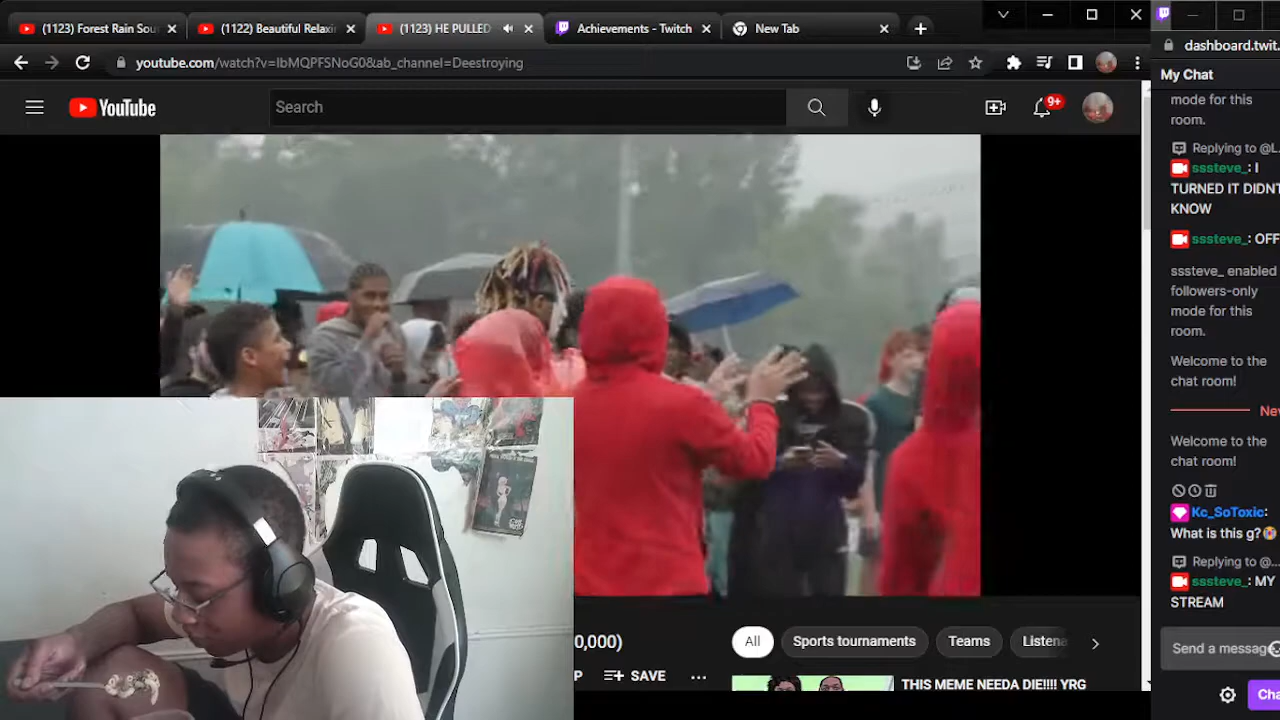 (1123) Forest Rain Sou
(1122) Beautiful Relaxi
(1123) HE PULLED
Achievements - Twitch
New Tab
youtube.com/watch?v=IbMQPFSNoG0&ab_channel=Deestroying
dashboard.twit
YouTube
Search
9+
My Chat
mode for this
room.
Replying to @L...
sssteve_: I
TURNED IT DIDNT
KNOW
sssteve_: OFF
sssteve_ enabled
followers-only
mode for this
room.
Welcome to the
chat room!
Ne
Welcome to the
chat room!
Kc_SoToxic:
What is this g?😭
Replying to @...
sssteve_: MY
STREAM
Send a message
Cha
0,000)
All
Sports tournaments
Teams
Listena
P
SAVE
THIS MEME NEEDA DIE!!!! YRG